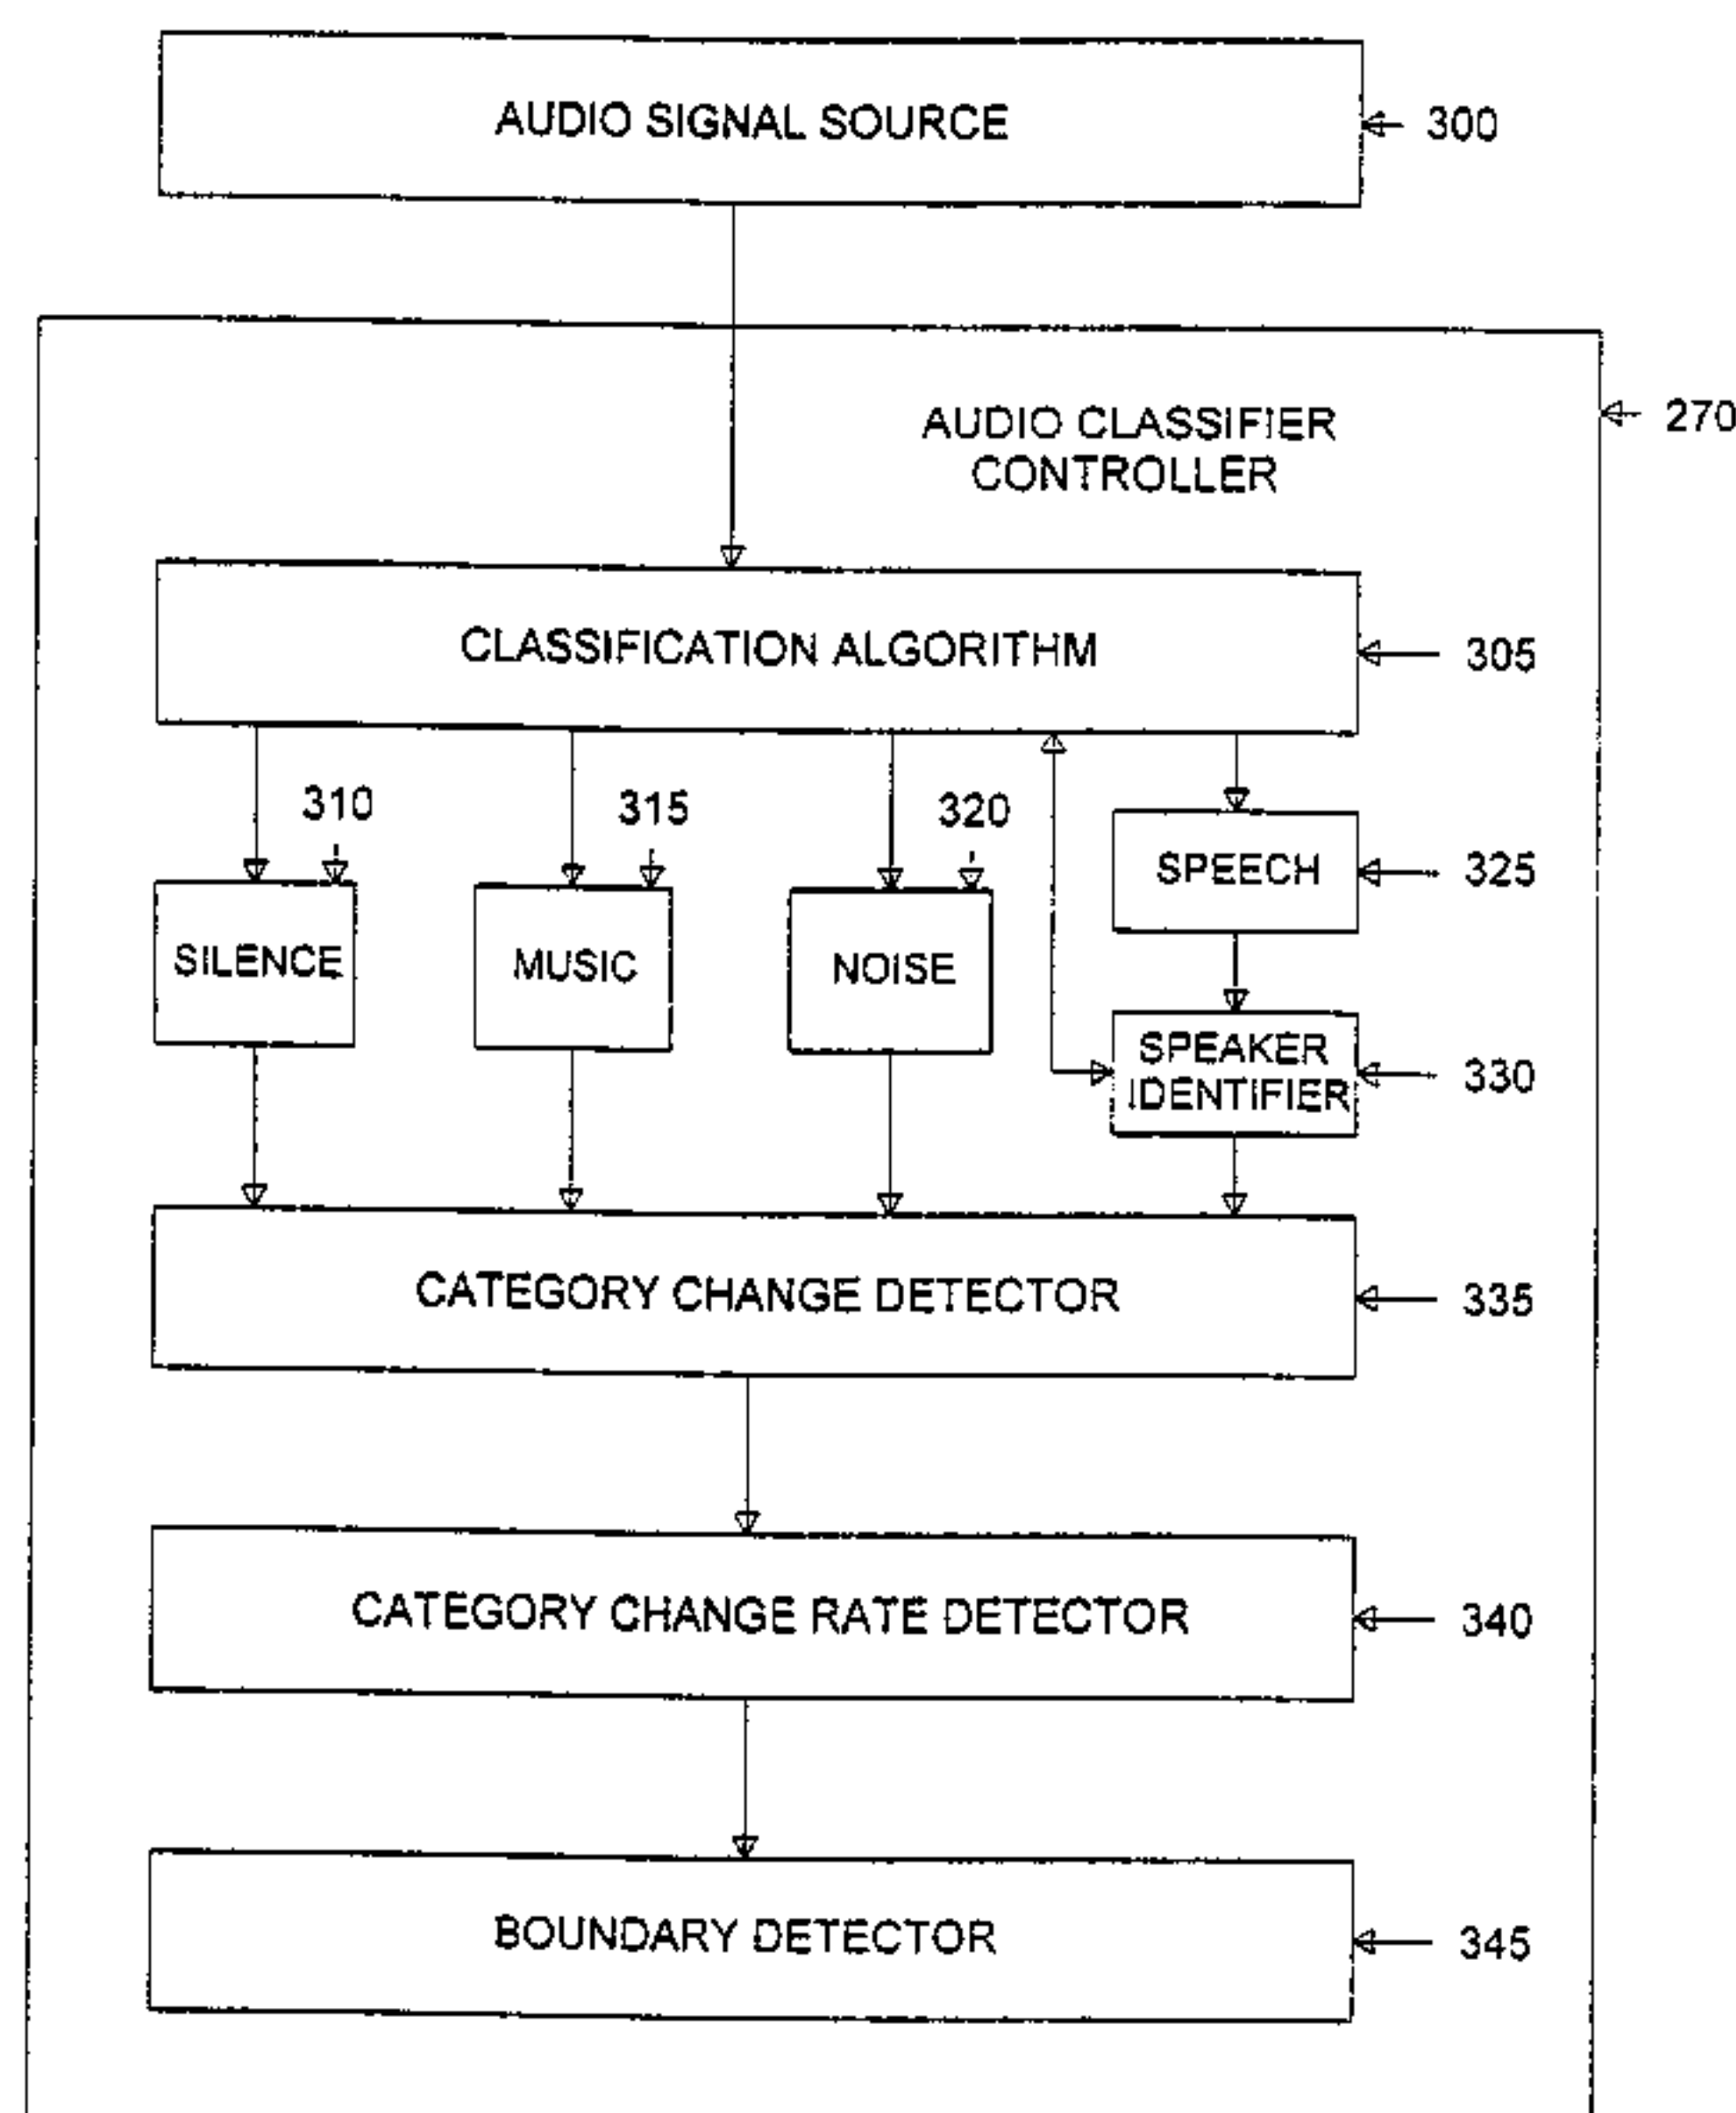 AUDIO SIGNAL SOURCE
300
AUDIO CLASSIFIER
CONTROLLER
270
CLASSIFICATION ALGORITHM
305
310
315
320
SPEECH
325
SILENCE
MUSIC
NOISE
SPEAKER
IDENTIFIER
330
CATEGORY CHANGE DETECTOR
335
CATEGORY CHANGE RATE DETECTOR
340
BOUNDARY DETECTOR
345